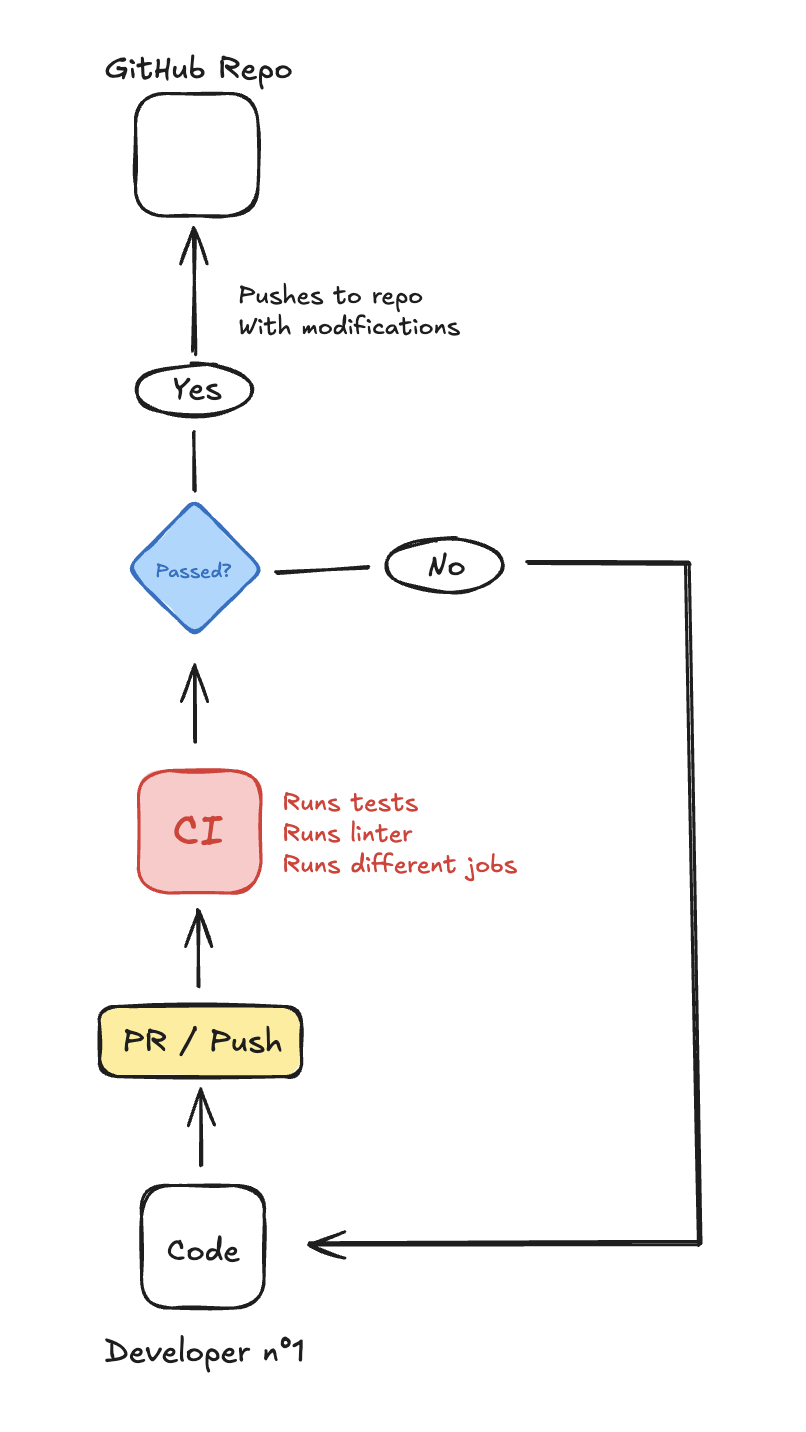 GitHub Repo
Pushes to repo
With modifications
Yes
Passed?
No
CI
Runs tests
Runs linter
Runs different jobs
PR / Push
Code
Developer n°1